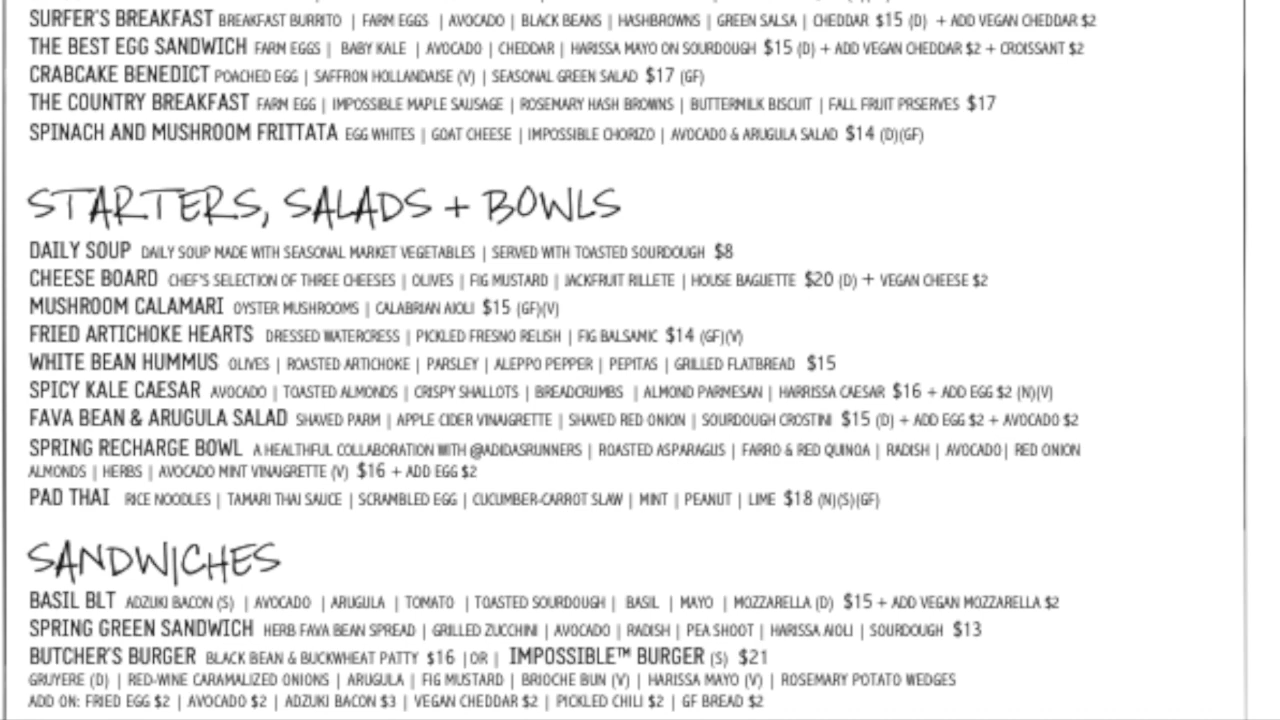 SURFER'S BREAKFAST BREAKFAST BURRITO | FARM EGGS | AVOCADO | BLACK BEANS | HASHBROWNS | GREEN SALSA | CHEDDAR $15 (D) + ADD VEGAN CHEDDAR $2
THE BEST EGG SANDWICH FARM EGGS | BABY KALE | AVOCADO | CHEDDAR | HARISSA MAYO ON SOURDOUGH $15 (D) + ADD VEGAN CHEDDAR $2 + CROISSANT $2
CRABCAKE BENEDICT POACHED EGG | SAFFRON HOLLANDAISE (V) | SEASONAL GREEN SALAD $17 (GF)
THE COUNTRY BREAKFAST FARM EGG | IMPOSSIBLE MAPLE SAUSAGE | ROSEMARY HASH BROWNS | BUTTERMILK BISCUIT | FALL FRUIT PRSERVES $17
SPINACH AND MUSHROOM FRITTATA EGG WHITES | GOAT CHEESE | IMPOSSIBLE CHORIZO | AVOCADO & ARUGULA SALAD $14 (D)(GF)
STARTERS, SALADS + BOWLS
DAILY SOUP DAILY SOUP MADE WITH SEASONAL MARKET VEGETABLES | SERVED WITH TOASTED SOURDOUGH $8
CHEESE BOARD CHEF'S SELECTION OF THREE CHEESES | OLIVES | FIG MUSTARD | JACKFRUIT RILLETE | HOUSE BAGUETTE $20 (D) + VEGAN CHEESE $2
MUSHROOM CALAMARI OYSTER MUSHROOMS | CALABRIAN AIOLI $15 (GF)(V)
FRIED ARTICHOKE HEARTS DRESSED WATERCRESS | PICKLED FRESNO RELISH | FIG BALSAMIC $14 (GF)(V)
WHITE BEAN HUMMUS OLIVES | ROASTED ARTICHOKE | PARSLEY | ALEPPO PEPPER | PEPITAS | GRILLED FLATBREAD $15
SPICY KALE CAESAR AVOCADO | TOASTED ALMONDS | CRISPY SHALLOTS | BREADCRUMBS | ALMOND PARMESAN | HARRISSA CAESAR $16 + ADD EGG $2 (N)(V)
FAVA BEAN & ARUGULA SALAD SHAVED PARM | APPLE CIDER VINAIGRETTE | SHAVED RED ONION | SOURDOUGH CROSTINI $15 (D) + ADD EGG $2 + AVOCADO $2
SPRING RECHARGE BOWL A HEALTHFUL COLLABORATION WITH @ADIDASRUNNERS | ROASTED ASPARAGUS | FARRO & RED QUINOA | RADISH | AVOCADO | RED ONION
ALMONDS | HERBS | AVOCADO MINT VINAIGRETTE (V) $16 + ADD EGG $2
PAD THAI RICE NOODLES | TAMARI THAI SAUCE | SCRAMBLED EGG | CUCUMBER-CARROT SLAW | MINT | PEANUT | LIME $18 (N)(S)(GF)
SANDWICHES
BASIL BLT ADZUKI BACON (S) | AVOCADO | ARUGULA | TOMATO | TOASTED SOURDOUGH | BASIL | MAYO | MOZZARELLA (D) $15 + ADD VEGAN MOZZARELLA $2
SPRING GREEN SANDWICH HERB FAVA BEAN SPREAD | GRILLED ZUCCHINI | AVOCADO | RADISH | PEA SHOOT | HARISSA AIOLI | SOURDOUGH $13
BUTCHER'S BURGER BLACK BEAN & BUCKWHEAT PATTY $16 | OR | IMPOSSIBLE™ BURGER (S) $21
GRUYERE (D) | RED-WINE CARAMALIZED ONIONS | ARUGULA | FIG MUSTARD | BRIOCHE BUN (V) | HARISSA MAYO (V) | ROSEMARY POTATO WEDGES
ADD ON: FRIED EGG $2 | AVOCADO $2 | ADZUKI BACON $3 | VEGAN CHEDDAR $2 | PICKLED CHILI $2 | GF BREAD $2